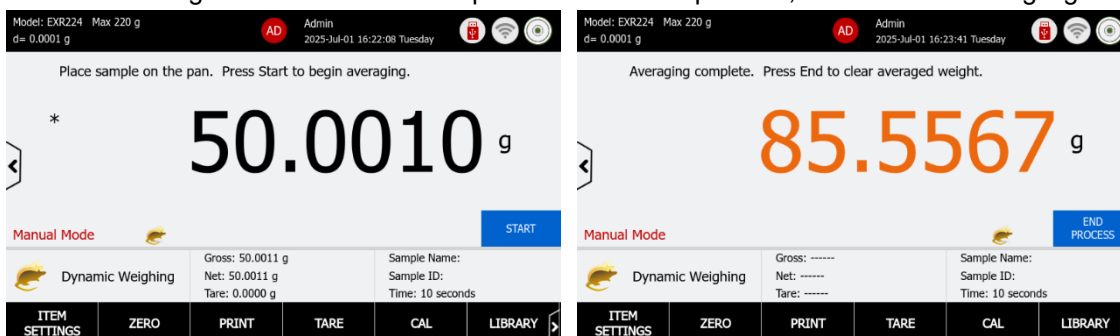 Model: EXR224 Max 220 g
d= 0.0001 g
AD
Admin
2025-Jul-01 16:22:08 Tuesday
Place sample on the pan. Press Start to begin averaging.
*
50.0010 g
START
Manual Mode
Dynamic Weighing
Gross: 50.0011 g
Net: 50.0011 g
Tare: 0.0000 g
Sample Name:
Sample ID:
Time: 10 seconds
ITEM SETTINGS
ZERO
PRINT
TARE
CAL
LIBRARY
Model: EXR224 Max 220 g
d= 0.0001 g
AD
Admin
2025-Jul-01 16:23:41 Tuesday
Averaging complete. Press End to clear averaged weight.
85.5567 g
END
PROCESS
Manual Mode
Dynamic Weighing
Gross: ------
Net: ------
Tare: ------
Sample Name:
Sample ID:
Time: 10 seconds
ITEM
SETTINGS
ZERO
PRINT
TARE
CAL
LIBRARY